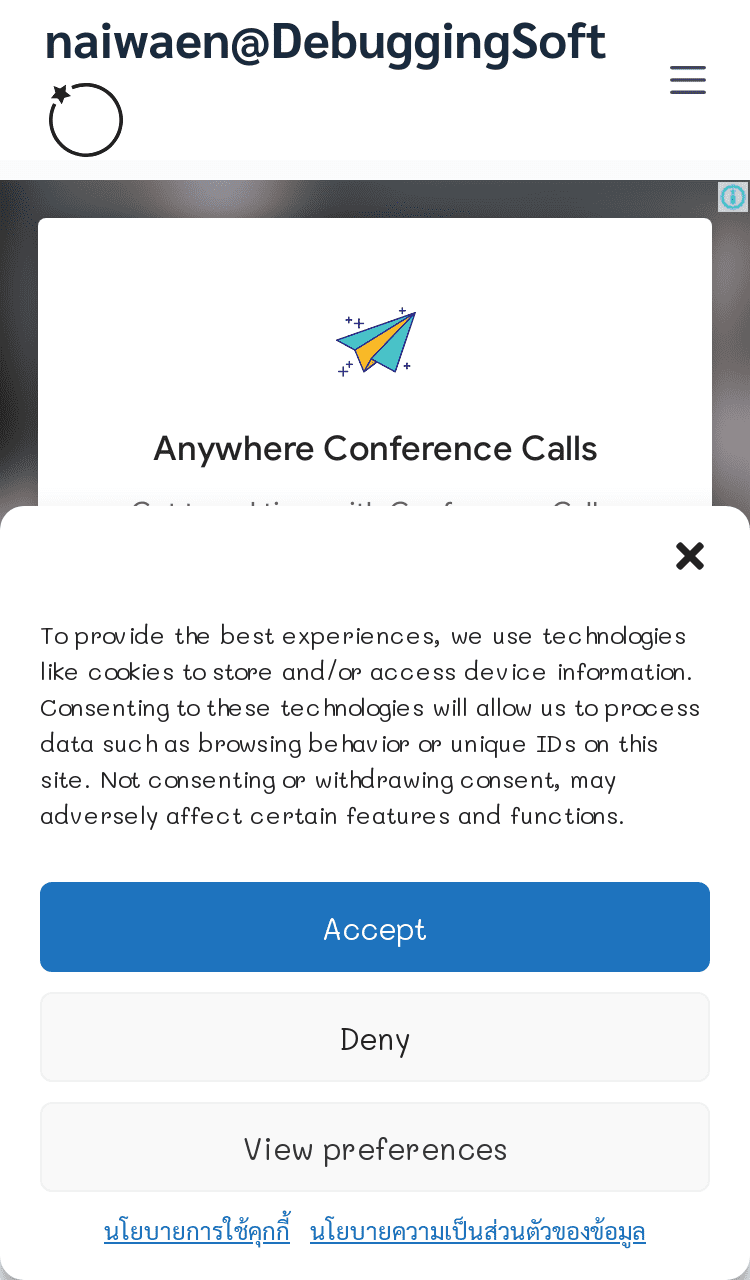 naiwaen@DebuggingSoft
Anywhere Conference Calls
To provide the best experiences, we use technologies
like cookies to store and/or access device information.
Consenting to these technologies will allow us to process
data such as browsing behavior or unique IDs on this
site. Not consenting or withdrawing consent, may
adversely affect certain features and functions.
Accept
Deny
View preferences
นโยบายการใช้คุกกี้ นโยบายความเป็นส่วนตัวของข้อมูล